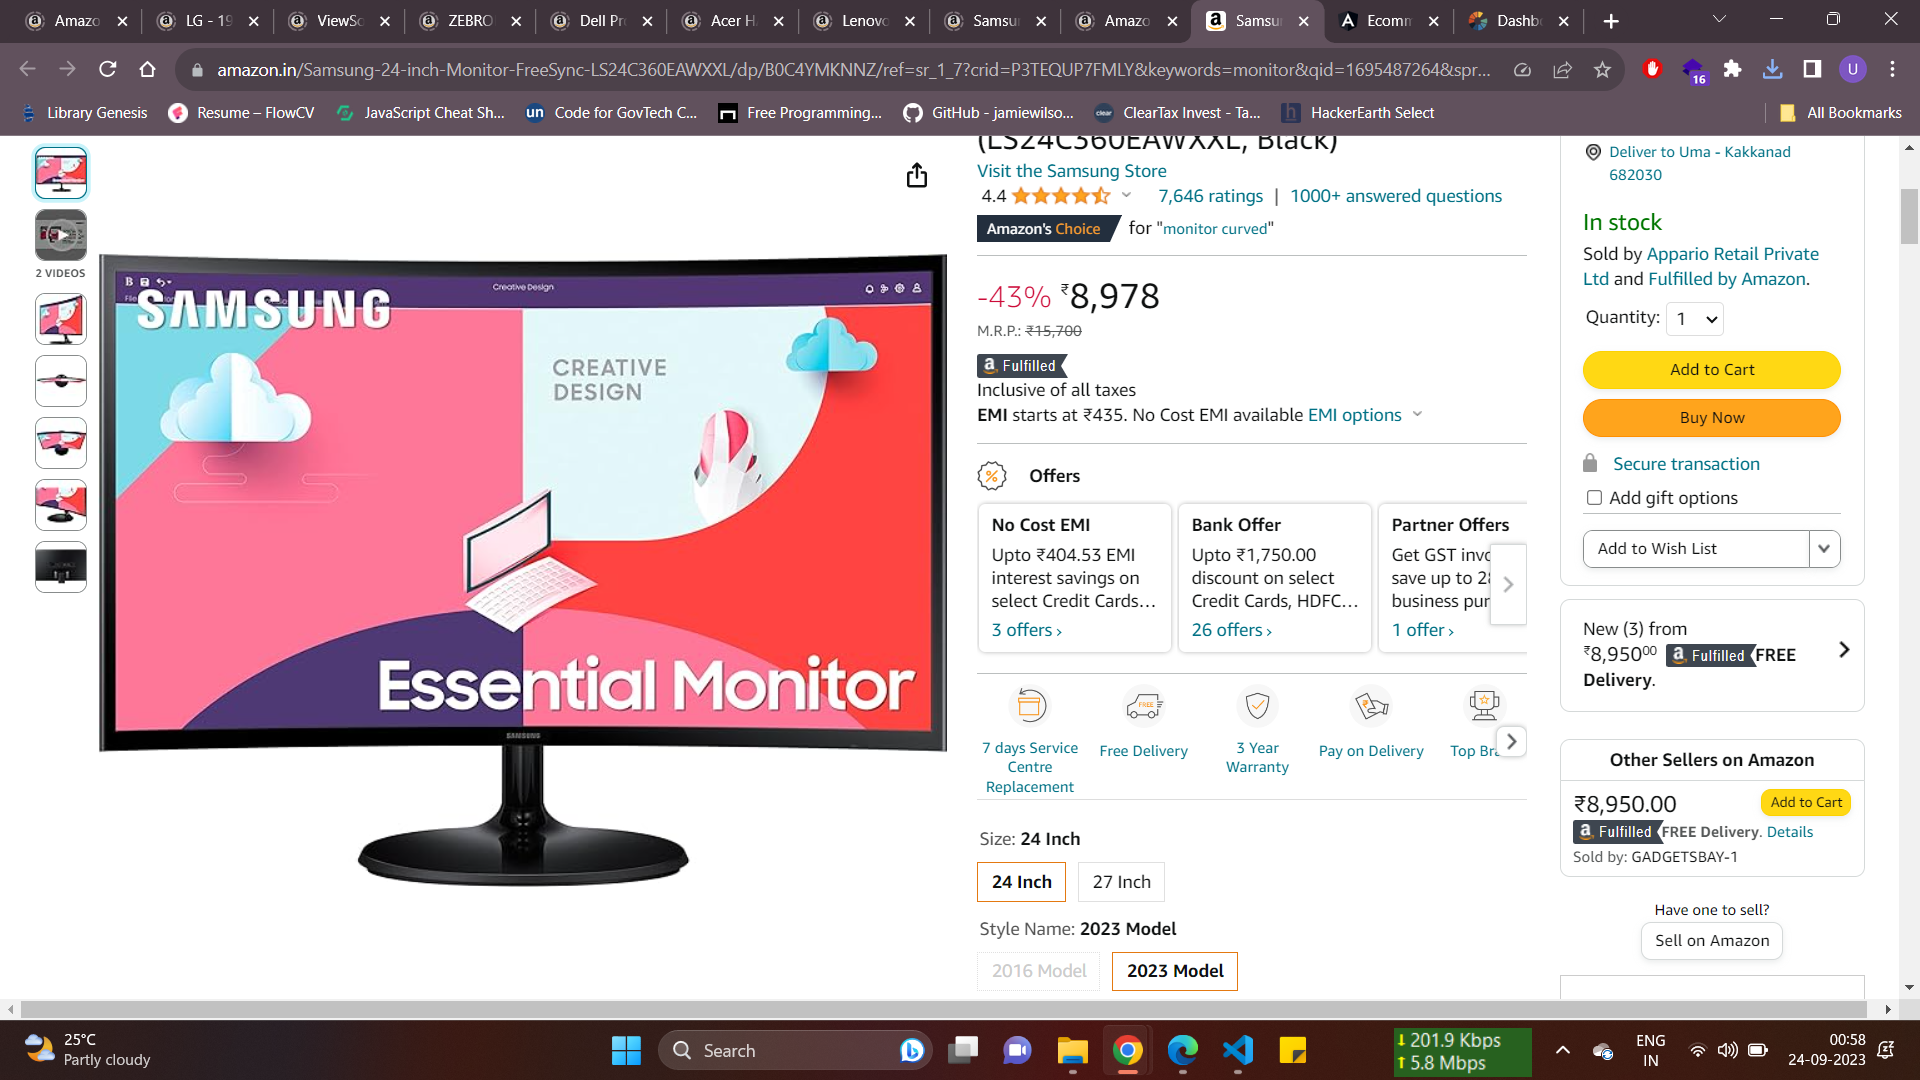 Amazo
LG - 19
ViewSo
ZEBRO
Dell Pr
Acer H
Lenovo
Samsu
Amazo
Samsu
Ecomm
Dashb
amazon.in/Samsung-24-inch-Monitor-FreeSync-LS24C360EAWXXL/dp/B0C4YMKNNZ/ref=sr_1_7?crid=P3TEQUP7FMLY&keywords=monitor&qid=1695487264&spr...
16
U
Library Genesis
Resume – FlowCV
JavaScript Cheat Sh...
un
Code for GovTech C...
Free Programming...
GitHub - jamiewilso...
clear
ClearTax Invest - Ta...
h
HackerEarth Select
All Bookmarks
2 VIDEOS
SAMSUNG
Creative Design
CREATIVE
DESIGN
Essential Monitor
SAMSUNG
(LS24C360EAWXXL, Black)
Visit the Samsung Store
4.4
7,646 ratings | 1000+ answered questions
Amazon's Choice for "monitor curved"
-43% ₹8,978
M.R.P.: ₹15,700
a Fulfilled
Inclusive of all taxes
EMI starts at ₹435. No Cost EMI available EMI options
Offers
No Cost EMI
Upto ₹404.53 EMI
interest savings on
select Credit Cards...
3 offers ›
Bank Offer
Upto ₹1,750.00
discount on select
Credit Cards, HDFC...
26 offers ›
Partner Offers
Get GST invo
save up to 28
business pur
1 offer ›
7 days Service
Centre
Replacement
FREE
Free Delivery
3 Year
Warranty
Pay on Delivery
Top Bra
Size: 24 Inch
24 Inch
27 Inch
Style Name: 2023 Model
2016 Model
2023 Model
Deliver to Uma - Kakkanad
682030
In stock
Sold by Appario Retail Private
Ltd and Fulfilled by Amazon.
Quantity: 1
Add to Cart
Buy Now
Secure transaction
Add gift options
Add to Wish List
New (3) from
₹8,950⁰⁰ a Fulfilled FREE
Delivery.
Other Sellers on Amazon
₹8,950.00
Add to Cart
a Fulfilled FREE Delivery. Details
Sold by: GADGETSBAY-1
Have one to sell?
Sell on Amazon
25°C
Partly cloudy
Search
201.9 Kbps
5.8 Mbps
ENG
IN
00:58
24-09-2023